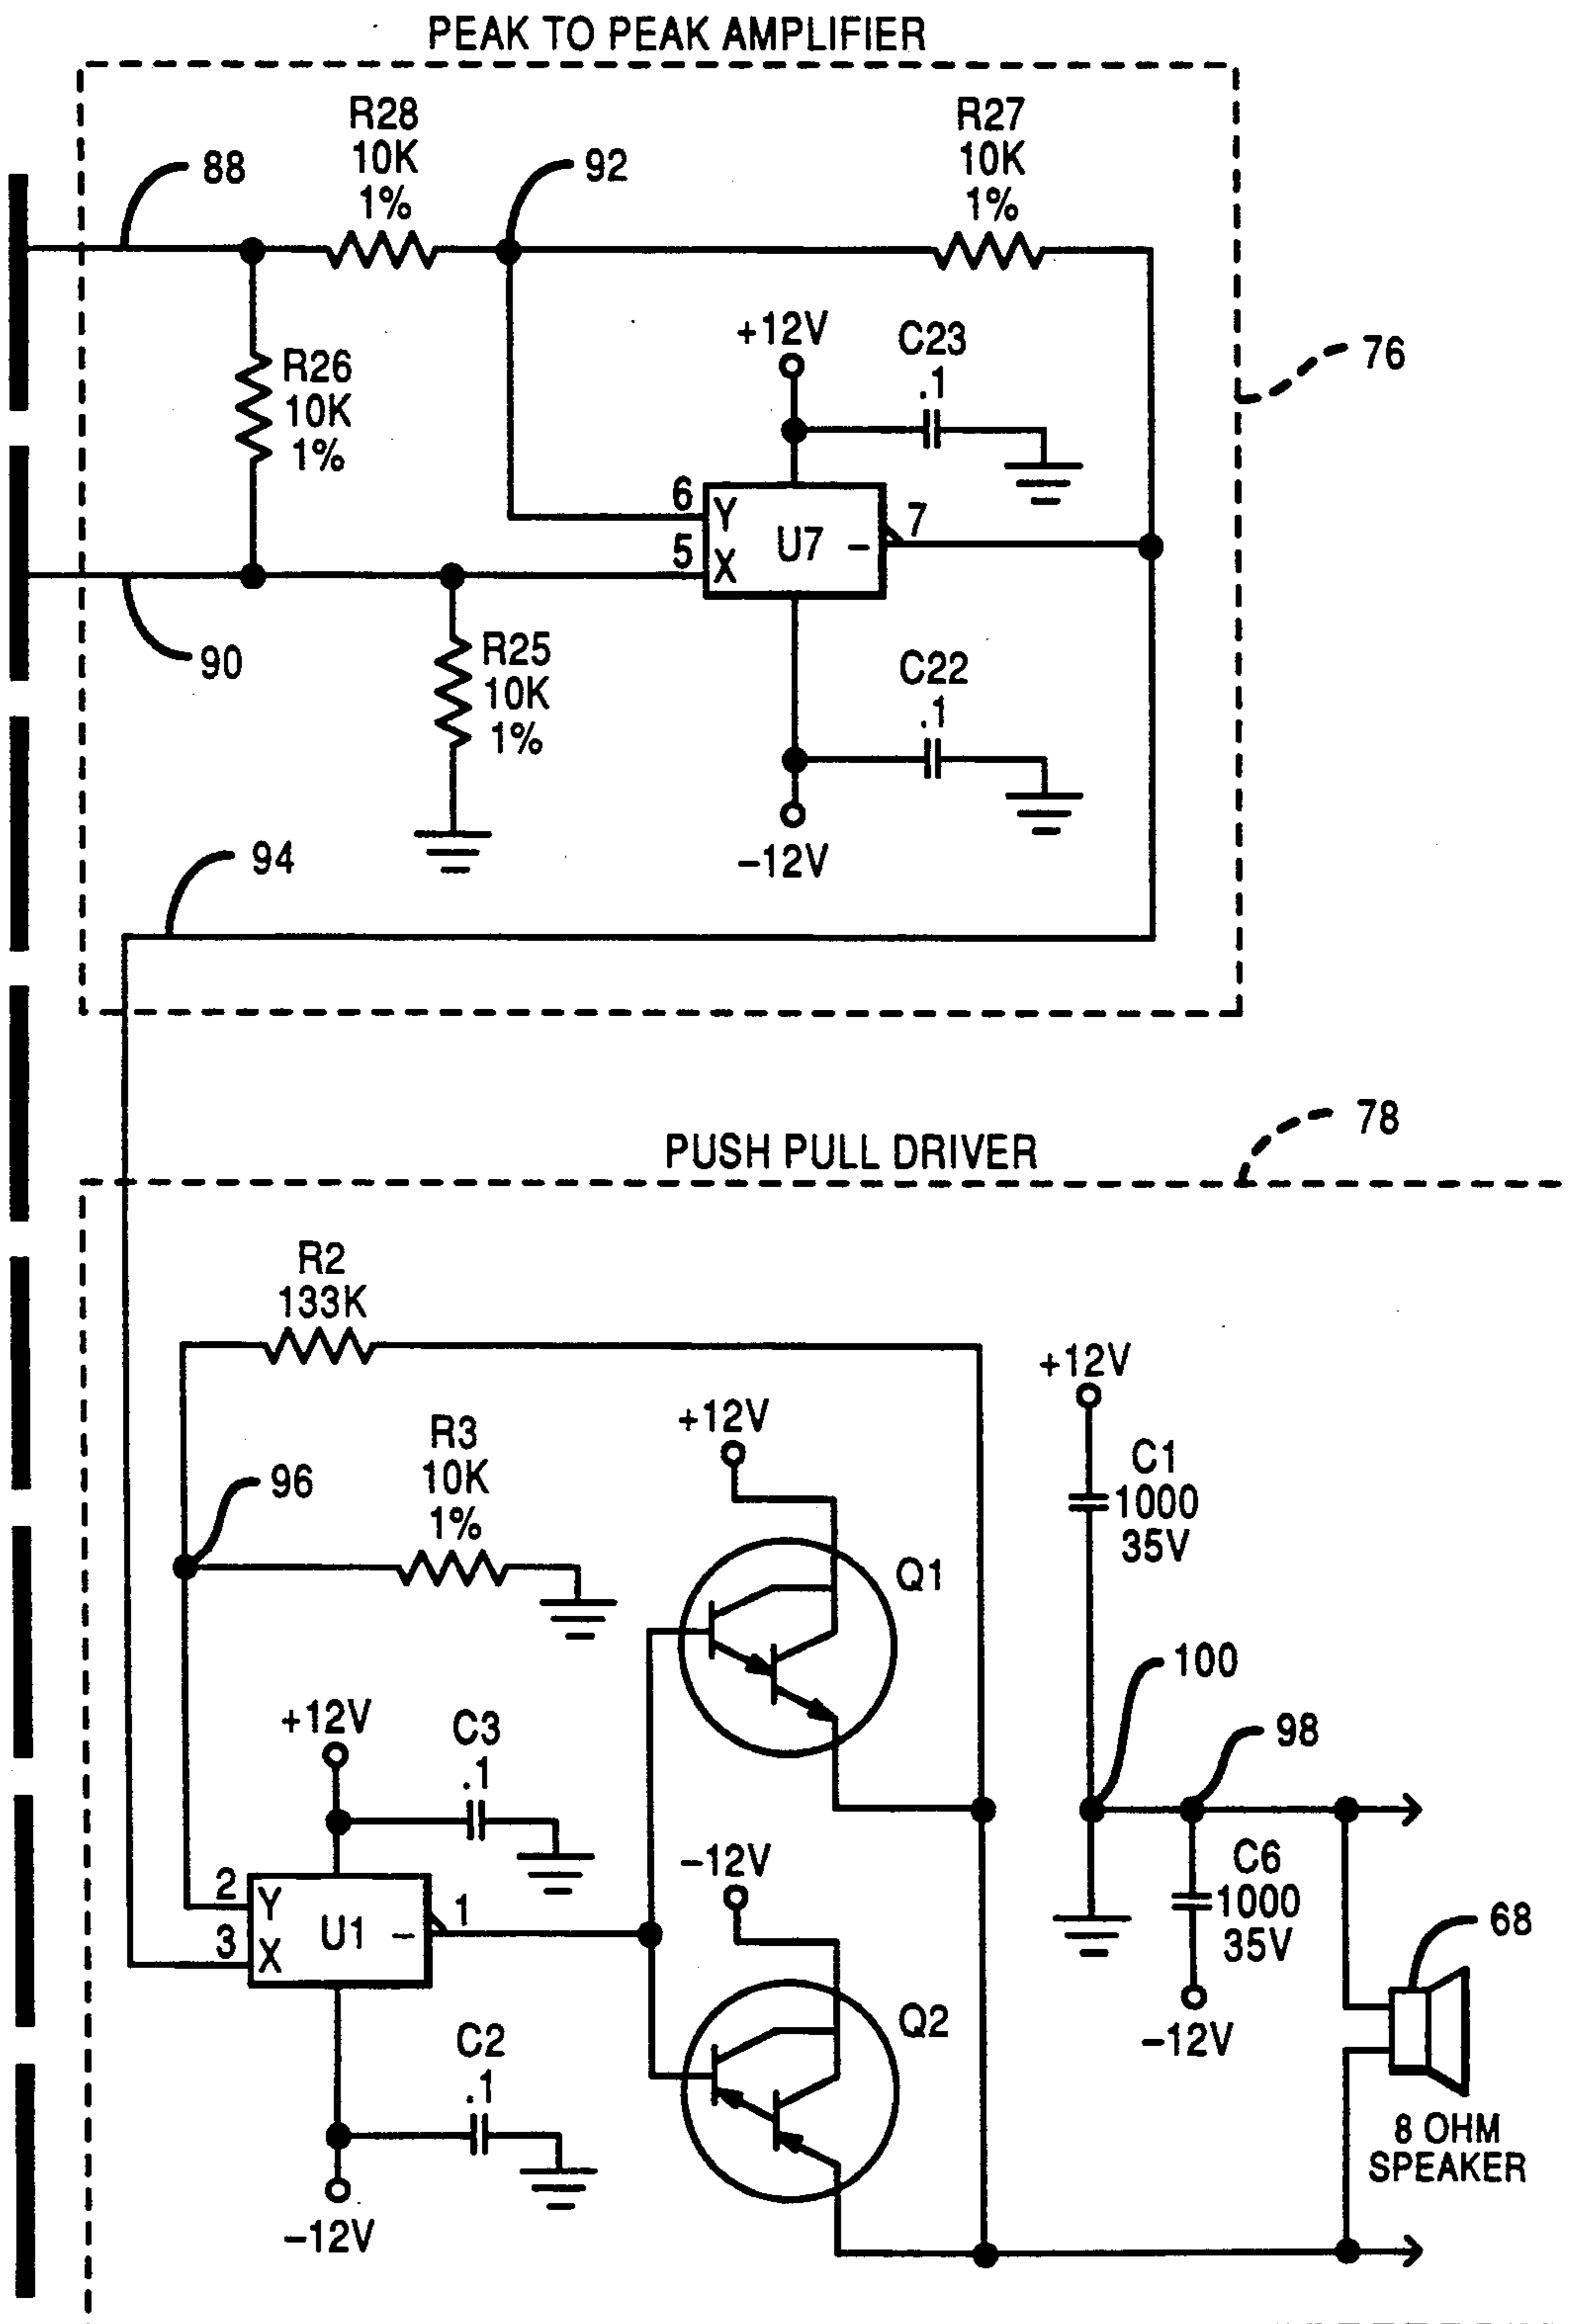 PEAK TO PEAK AMPLIFIER
R28
10K
1%
R27
10K
1%
88
92
76
R26
10K
1%
+12V
C23
.1
6
Y
5
X
U7
–
7
90
R25
10K
1%
C22
.1
–12V
94
78
PUSH PULL DRIVER
R2
133K
R3
10K
1%
96
+12V
Q1
+12V
C1
1000
35V
100
98
+12V
C3
.1
2
Y
3
X
U1
–
1
–12V
Q2
C6
1000
35V
–12V
68
C2
.1
–12V
8 OHM
SPEAKER